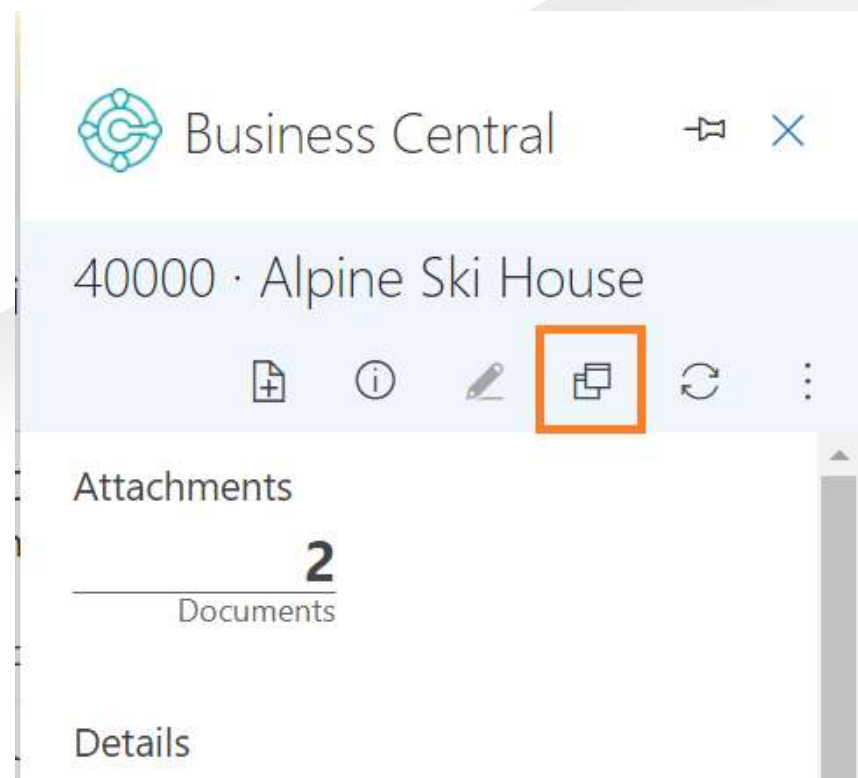 Business Central
40000 · Alpine Ski House
Attachments
2
Documents
Details